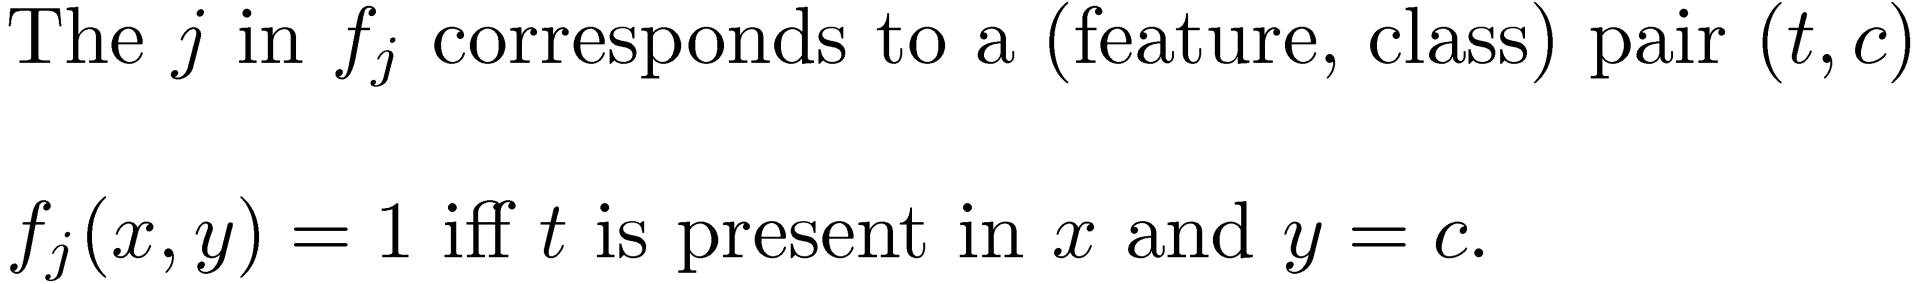 The j in f_j corresponds to a (feature, class) pair (t, c)
f_j(x, y) = 1 iff t is present in x and y = c.